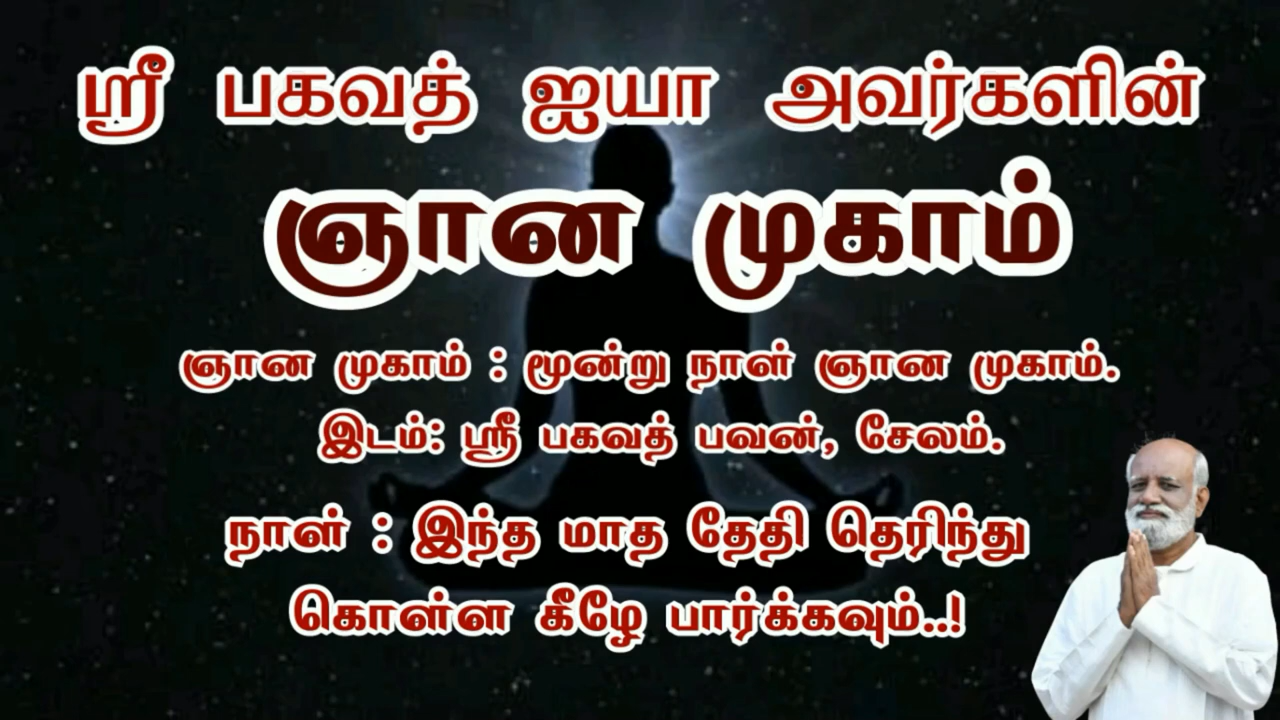 ஸ்ரீ பகவத் ஐயா அவர்களின்
ஞான முகாம்
ஞான முகாம் : மூன்று நாள் ஞான முகாம்.
இடம்: ஸ்ரீ பகவத் பவன், சேலம்.
நாள் : இந்த மாத தேதி தெரிந்து
கொள்ள கீழே பார்க்கவும்..!